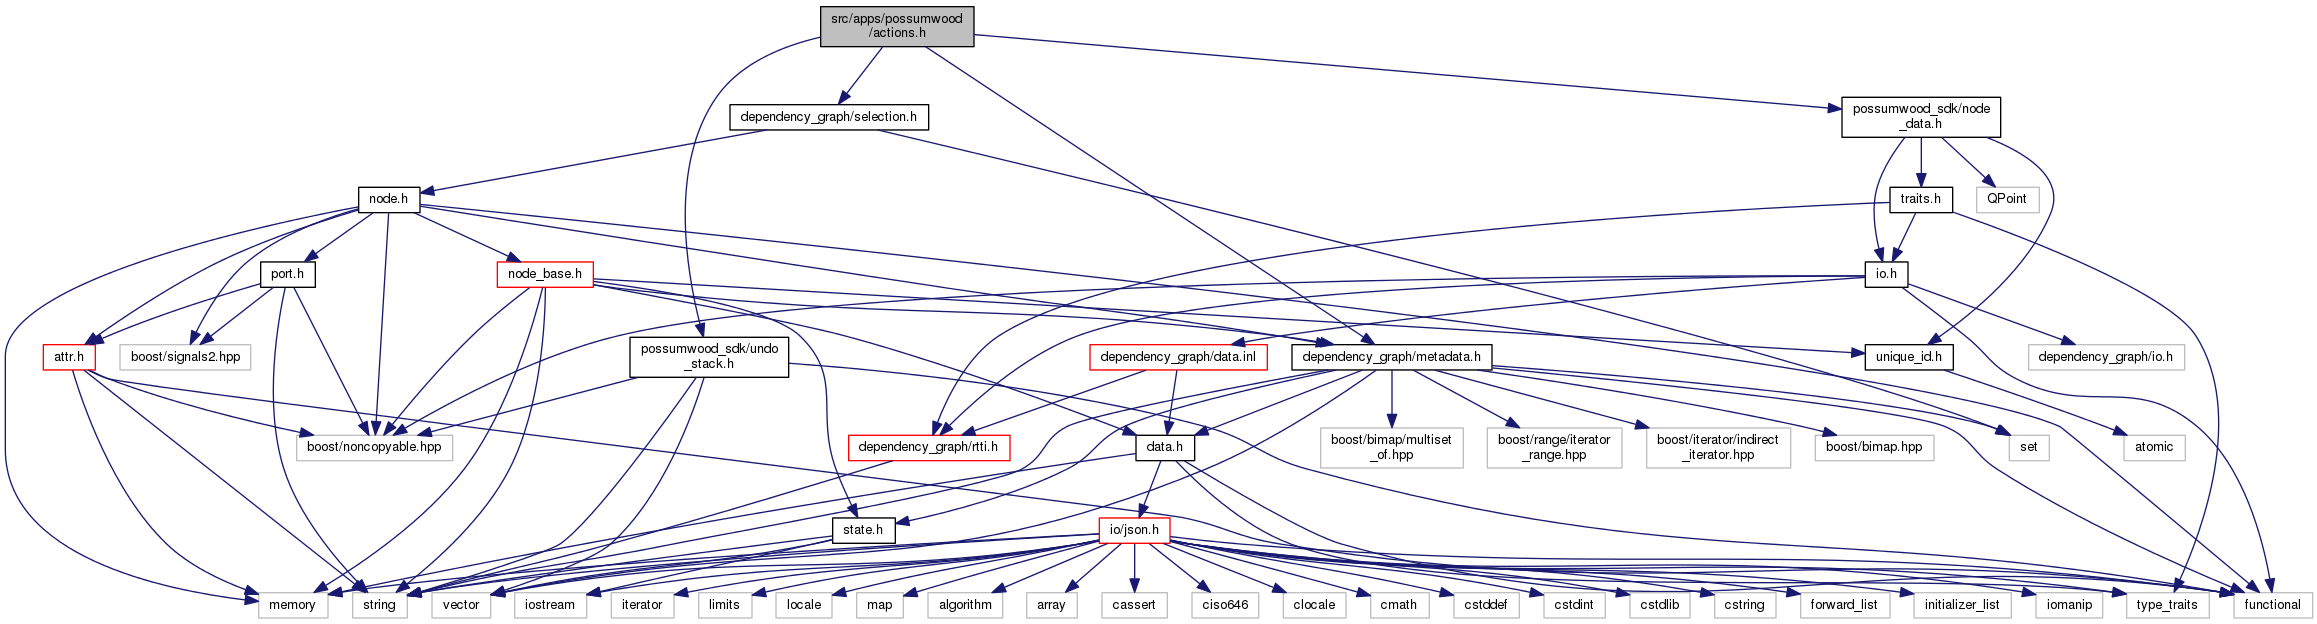 src/apps/possumwood
/actions.h
dependency_graph/selection.h
possumwood_sdk/node
_data.h
node.h
traits.h
QPoint
port.h
node_base.h
io.h
attr.h
boost/signals2.hpp
possumwood_sdk/undo
_stack.h
dependency_graph/data.inl
dependency_graph/metadata.h
unique_id.h
dependency_graph/io.h
boost/noncopyable.hpp
dependency_graph/rtti.h
data.h
boost/bimap/multiset
_of.hpp
boost/range/iterator
_range.hpp
boost/iterator/indirect
_iterator.hpp
boost/bimap.hpp
set
atomic
state.h
io/json.h
memory
string
vector
iostream
iterator
limits
locale
map
algorithm
array
cassert
ciso646
clocale
cmath
cstddef
cstdint
cstdlib
cstring
forward_list
initializer_list
iomanip
type_traits
functional